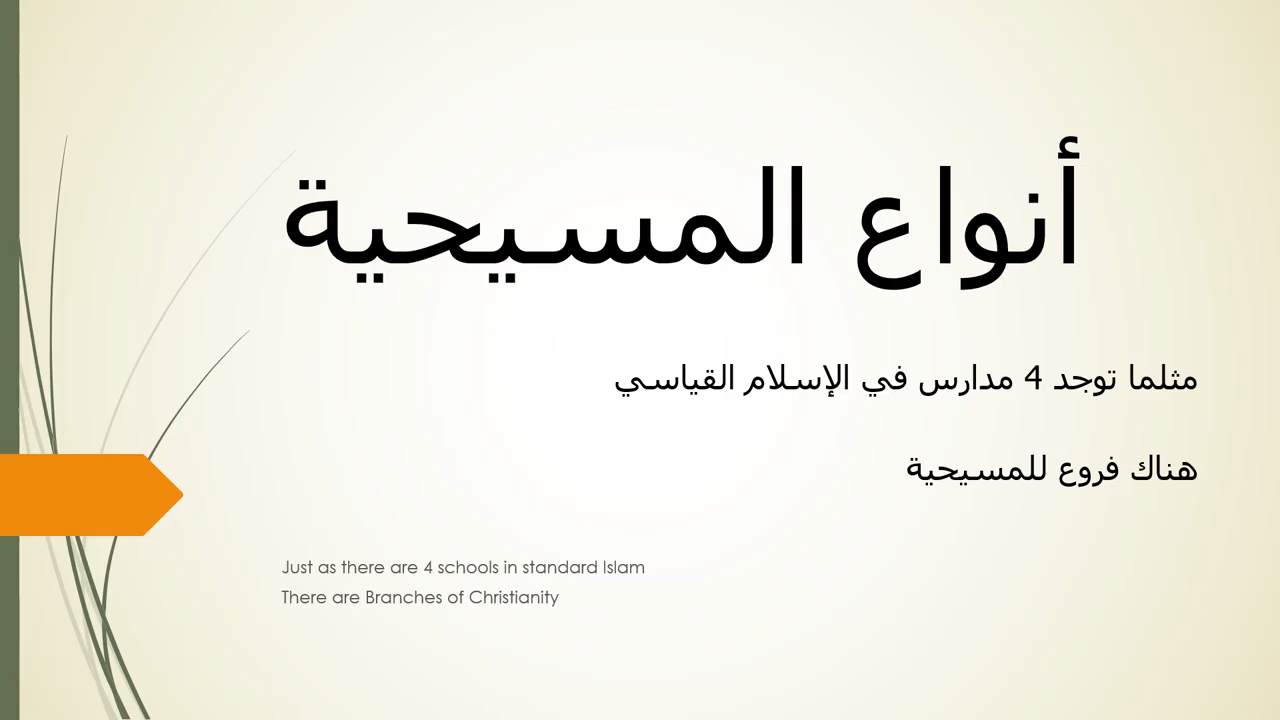 أنواع المسيحية
مثلما توجد 4 مدارس في الإسلام القياسي
هناك فروع للمسيحية
Just as there are 4 schools in standard Islam
There are Branches of Christianity